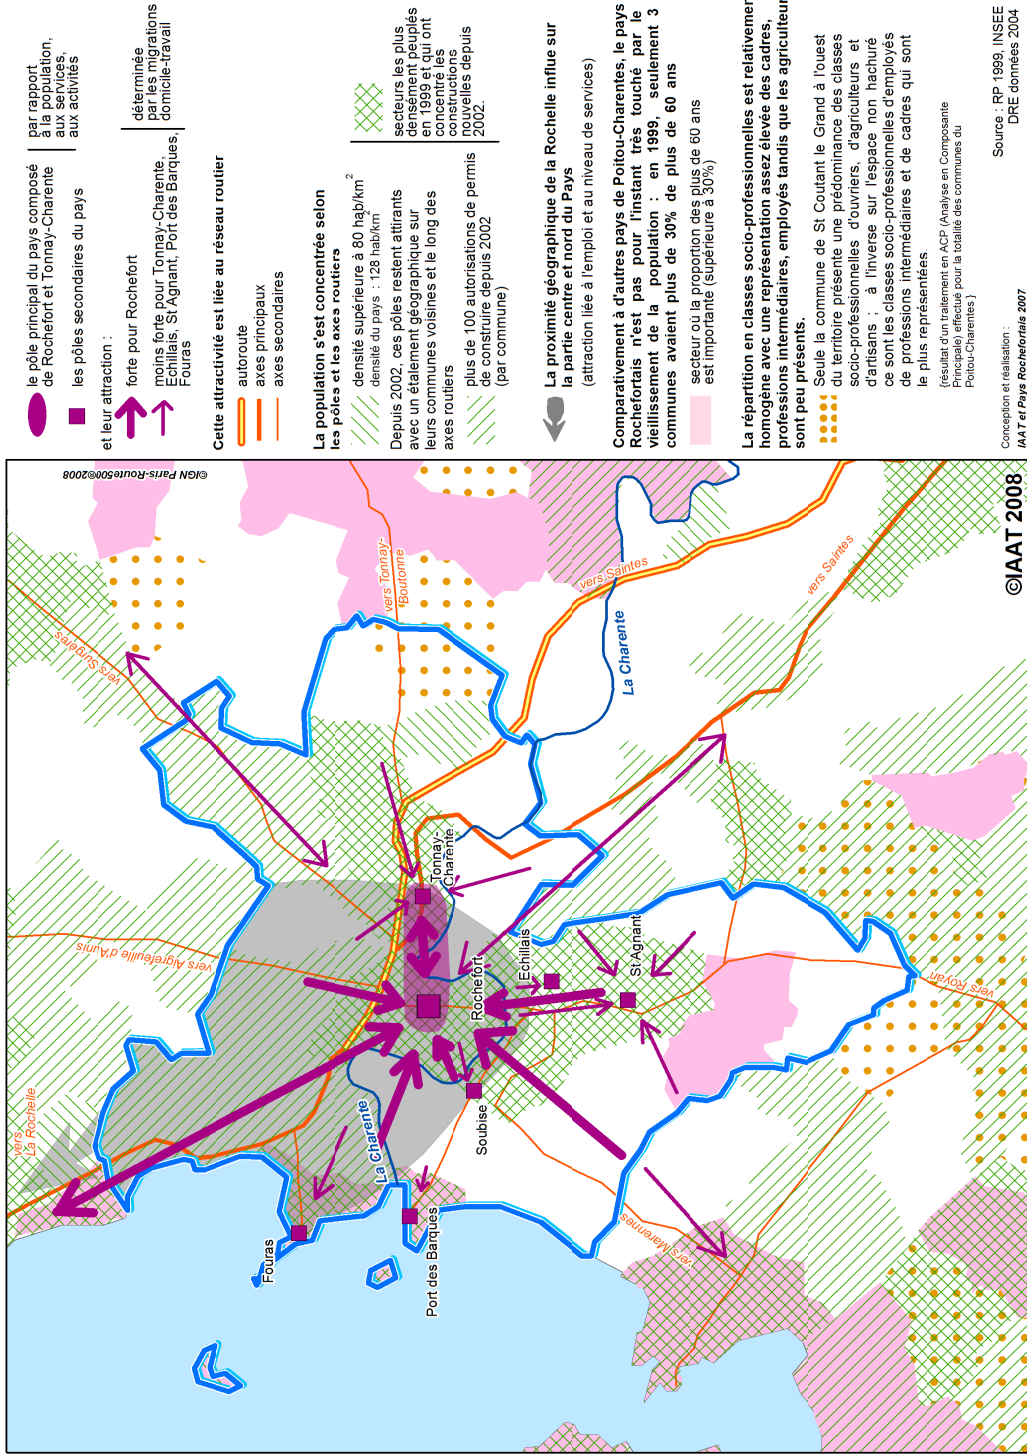 le pôle principal du pays composé
de Rochefort et Tonnay-Charente
les pôles secondaires du pays
par rapport
à la population,
aux services,
aux activités
et leur attraction :
forte pour Rochefort
moins forte pour Tonnay-Charente,
Echillais, St Agnant, Port des Barques,
Fouras
déterminée
par les migrations
domicile-travail
Cette attractivité est liée au réseau routier
autoroute
axes principaux
axes secondaires
La population s'est concentrée selon
les pôles et les axes routiers
densité supérieure à 80 hab/km2
densité du pays : 128 hab/km2
Depuis 2002, ces pôles restent attirants
avec un étalement géographique sur
leurs communes voisines et le long des
axes routiers
plus de 100 autorisations de permis
de construire depuis 2002
(par commune)
secteurs les plus
densément peuplés
en 1999 et qui ont
concentré les
constructions
nouvelles depuis
2002.
La proximité géographique de la Rochelle influe sur
la partie centre et nord du Pays
(attraction liée à l'emploi et au niveau de services)
Comparativement à d'autres pays de Poitou-Charentes, le pays
Rochefortais n'est pas pour l'instant très touché par le
vieillissement de la population : en 1999, seulement 3
communes avaient plus de 30% de plus de 60 ans
secteur où la proportion des plus de 60 ans
est importante (supérieure à 30%)
La répartition en classes socio-professionnelles est relativement
homogène avec une représentation assez élevée des cadres,
professions intermédiaires, employés tandis que les agriculteurs
sont peu présents.
Seule la commune de St Coutant le Grand à l'ouest
du territoire présente une prédominance des classes
socio-professionnelles d'ouvriers, d'agriculteurs et
d'artisans ; à l'inverse sur l'espace non hachuré
ce sont les classes socio-professionnelles d'employés
de professions intermédiaires et de cadres qui sont
le plus représentées.
(résultat d'un traitement en ACP (Analyse en Composante
Principale) effectué pour la totalité des communes du
Poitou-Charentes )
Conception et réalisation :
IAAT et Pays Rochefortais 2007
Source : RP 1999, INSEE
DRE données 2004
©IGN Paris-Route500®2008
vers
La Rochelle
vers Aigrefeuille d'Aunis
vers Surgères
vers Tonnay-
Boutonne
vers Saintes
vers Saintes
vers Royan
vers Marennes
La Charente
La Charente
Fouras
Port des Barques
Soubise
Rochefort
Tonnay-
Charente
Echillais
St Agnant
©IAAT 2008